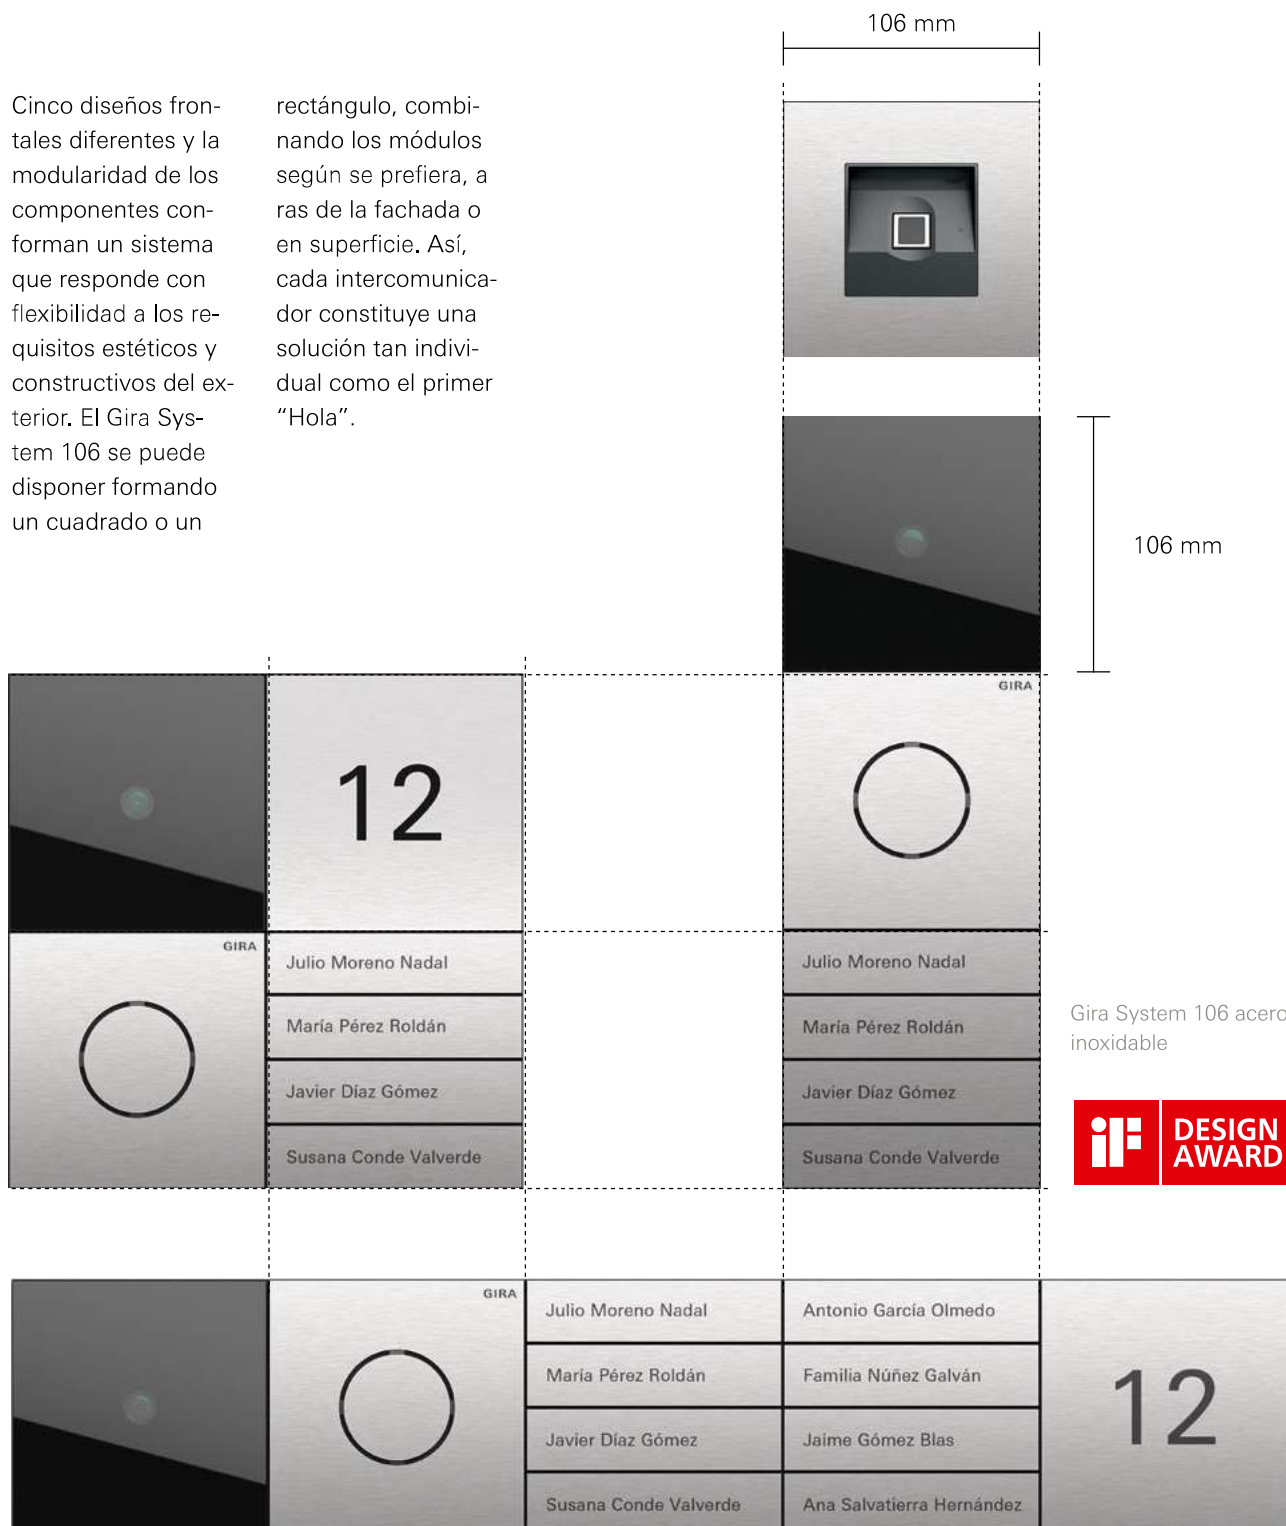 106 mm
Cinco diseños fron-
tales diferentes y la
modularidad de los
componentes con-
forman un sistema
que responde con
flexibilidad a los re-
quisitos estéticos y
constructivos del ex-
terior. El Gira Sys-
tem 106 se puede
disponer formando
un cuadrado o un
rectángulo, combi-
nando los módulos
según se prefiera, a
ras de la fachada o
en superficie. Así,
cada intercomunica-
dor constituye una
solución tan indivi-
dual como el primer
“Hola”.
106 mm
12
GIRA
Julio Moreno Nadal
María Pérez Roldán
Javier Díaz Gómez
Susana Conde Valverde
GIRA
Julio Moreno Nadal
María Pérez Roldán
Javier Díaz Gómez
Susana Conde Valverde
Gira System 106 acero
inoxidable
iF
DESIGN
AWARD
GIRA
Julio Moreno Nadal
María Pérez Roldán
Javier Díaz Gómez
Susana Conde Valverde
Antonio García Olmedo
Familia Núñez Galván
Jaime Gómez Blas
Ana Salvatierra Hernández
12